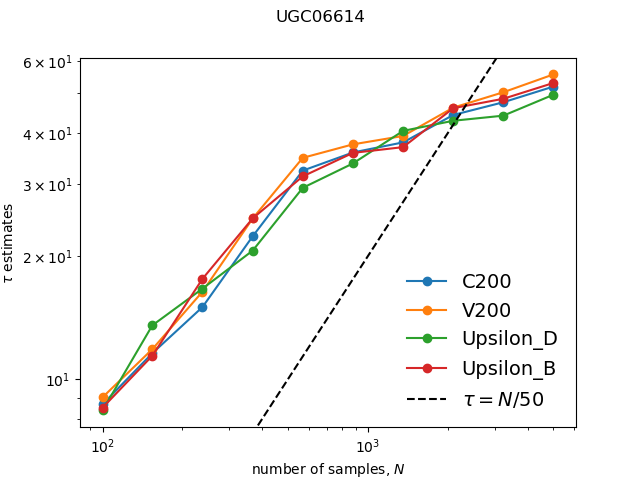 UGC06614
6 × 10¹
4 × 10¹
3 × 10¹
2 × 10¹
10¹
τ estimates
C200
V200
Upsilon_D
Upsilon_B
τ = N/50
10² 10³
number of samples, N